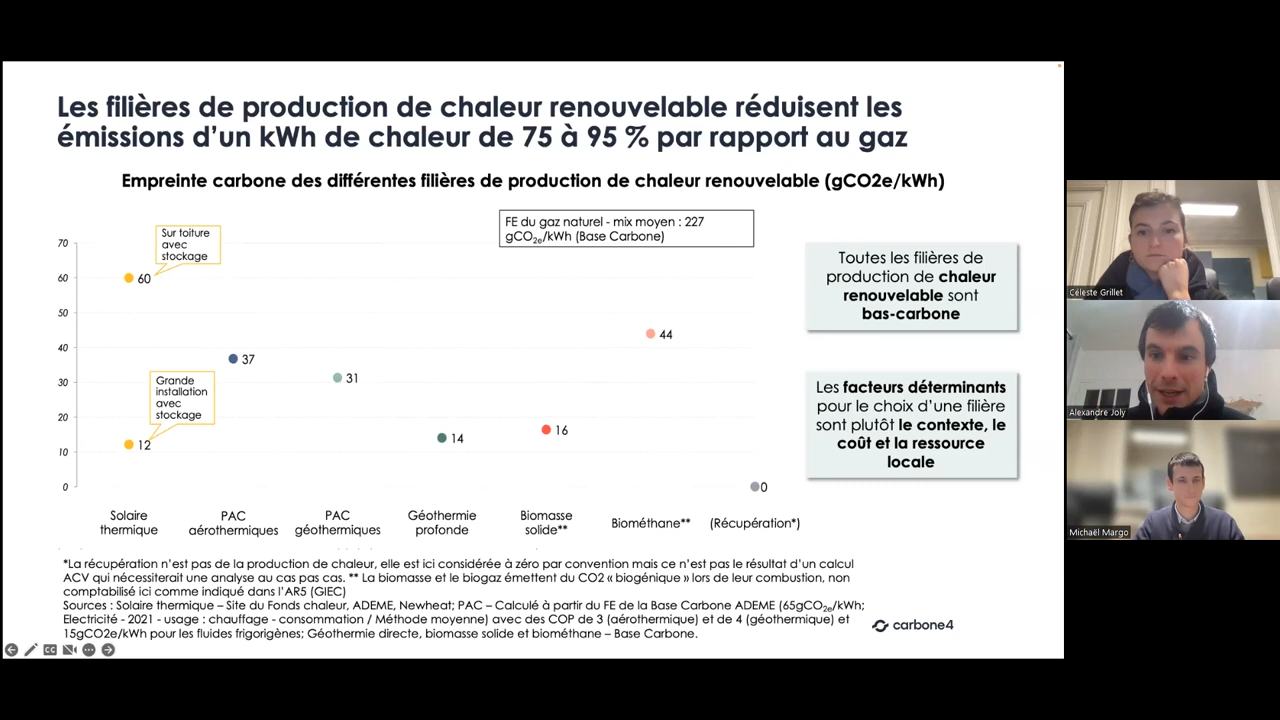 Les filières de production de chaleur renouvelable réduisent les
émissions d'un kWh de chaleur de 75 à 95 % par rapport au gaz
Empreinte carbone des différentes filières de production de chaleur renouvelable (gCO2e/kWh)
FE du gaz naturel - mix moyen : 227
gCO2e/kWh (Base Carbone)
Sur toiture
avec
stockage
Grande
installation
avec
stockage
70
60
50
40
30
20
10
0
60
12
37
31
14
16
44
0
Solaire
thermique
PAC
aérothermiques
PAC
géothermiques
Géothermie
profonde
Biomasse
solide**
Biométhane**
(Récupération*)
Toutes les filières de
production de chaleur
renouvelable sont
bas-carbone
Les facteurs déterminants
pour le choix d'une filière
sont plutôt le contexte, le
coût et la ressource
locale
*La récupération n'est pas de la production de chaleur, elle est ici considérée à zéro par convention mais ce n'est pas le résultat d'un calcul
ACV qui nécessiterait une analyse au cas pas cas. ** La biomasse et le biogaz émettent du CO2 « biogénique » lors de leur combustion, non
comptabilisé ici comme indiqué dans l'AR5 (GIEC)
Sources : Solaire thermique – Site du Fonds chaleur, ADEME, Newheat; PAC – Calculé à partir du FE de la Base Carbone ADEME (65gCO2e/kWh;
Electricité - 2021 - usage : chauffage - consommation / Méthode moyenne) avec des COP de 3 (aérothermique) et de 4 (géothermique) et
15gCO2e/kWh pour les fluides frigorigènes; Géothermie directe, biomasse solide et biométhane – Base Carbone.
carbone4
Céleste Grillet
Alexandre Joly
Michaël Margo